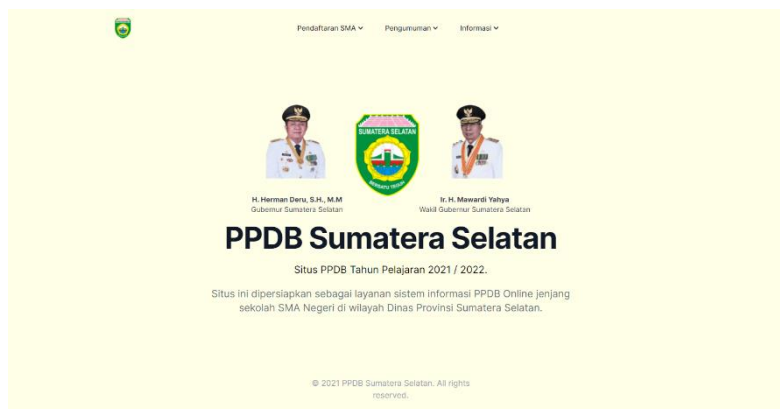 Pendaftaran SMA Pengumuman Informasi
SUMATERA SELATAN
BERSATU TEGUH
H. Herman Deru, S.H., M.M
Gubernur Sumatera Selatan
Ir. H. Mawardi Yahya
Wakil Gubernur Sumatera Selatan
PPDB Sumatera Selatan
Situs PPDB Tahun Pelajaran 2021 / 2022.
Situs ini dipersiapkan sebagai layanan sistem informasi PPDB Online jenjang
sekolah SMA Negeri di wilayah Dinas Provinsi Sumatera Selatan.
© 2021 PPDB Sumatera Selatan. All rights
reserved.